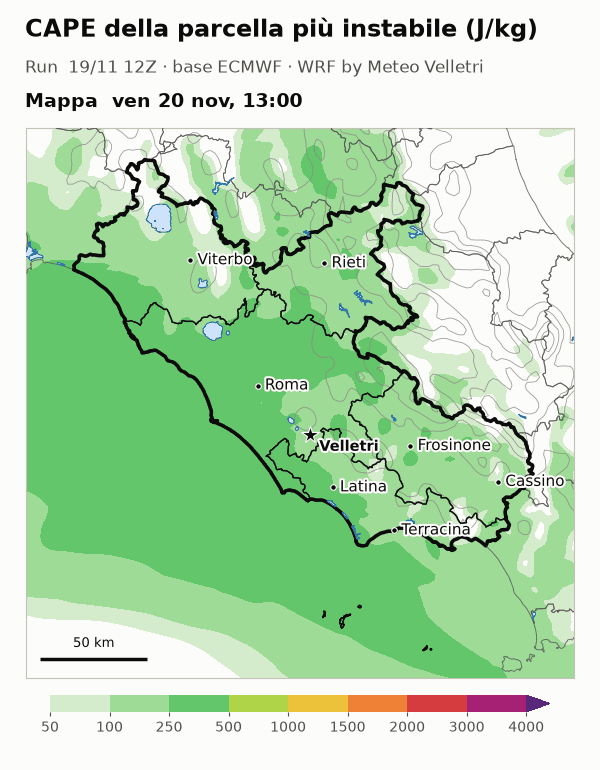 CAPE della parcella più instabile (J/kg)
Run  19/11 12Z · base ECMWF · WRF by Meteo Velletri
Mappa  ven 20 nov, 13:00
Viterbo
Rieti
Roma
Velletri
Frosinone
Latina
Cassino
Terracina
50 km
50 100 250 500 1000 1500 2000 3000 4000